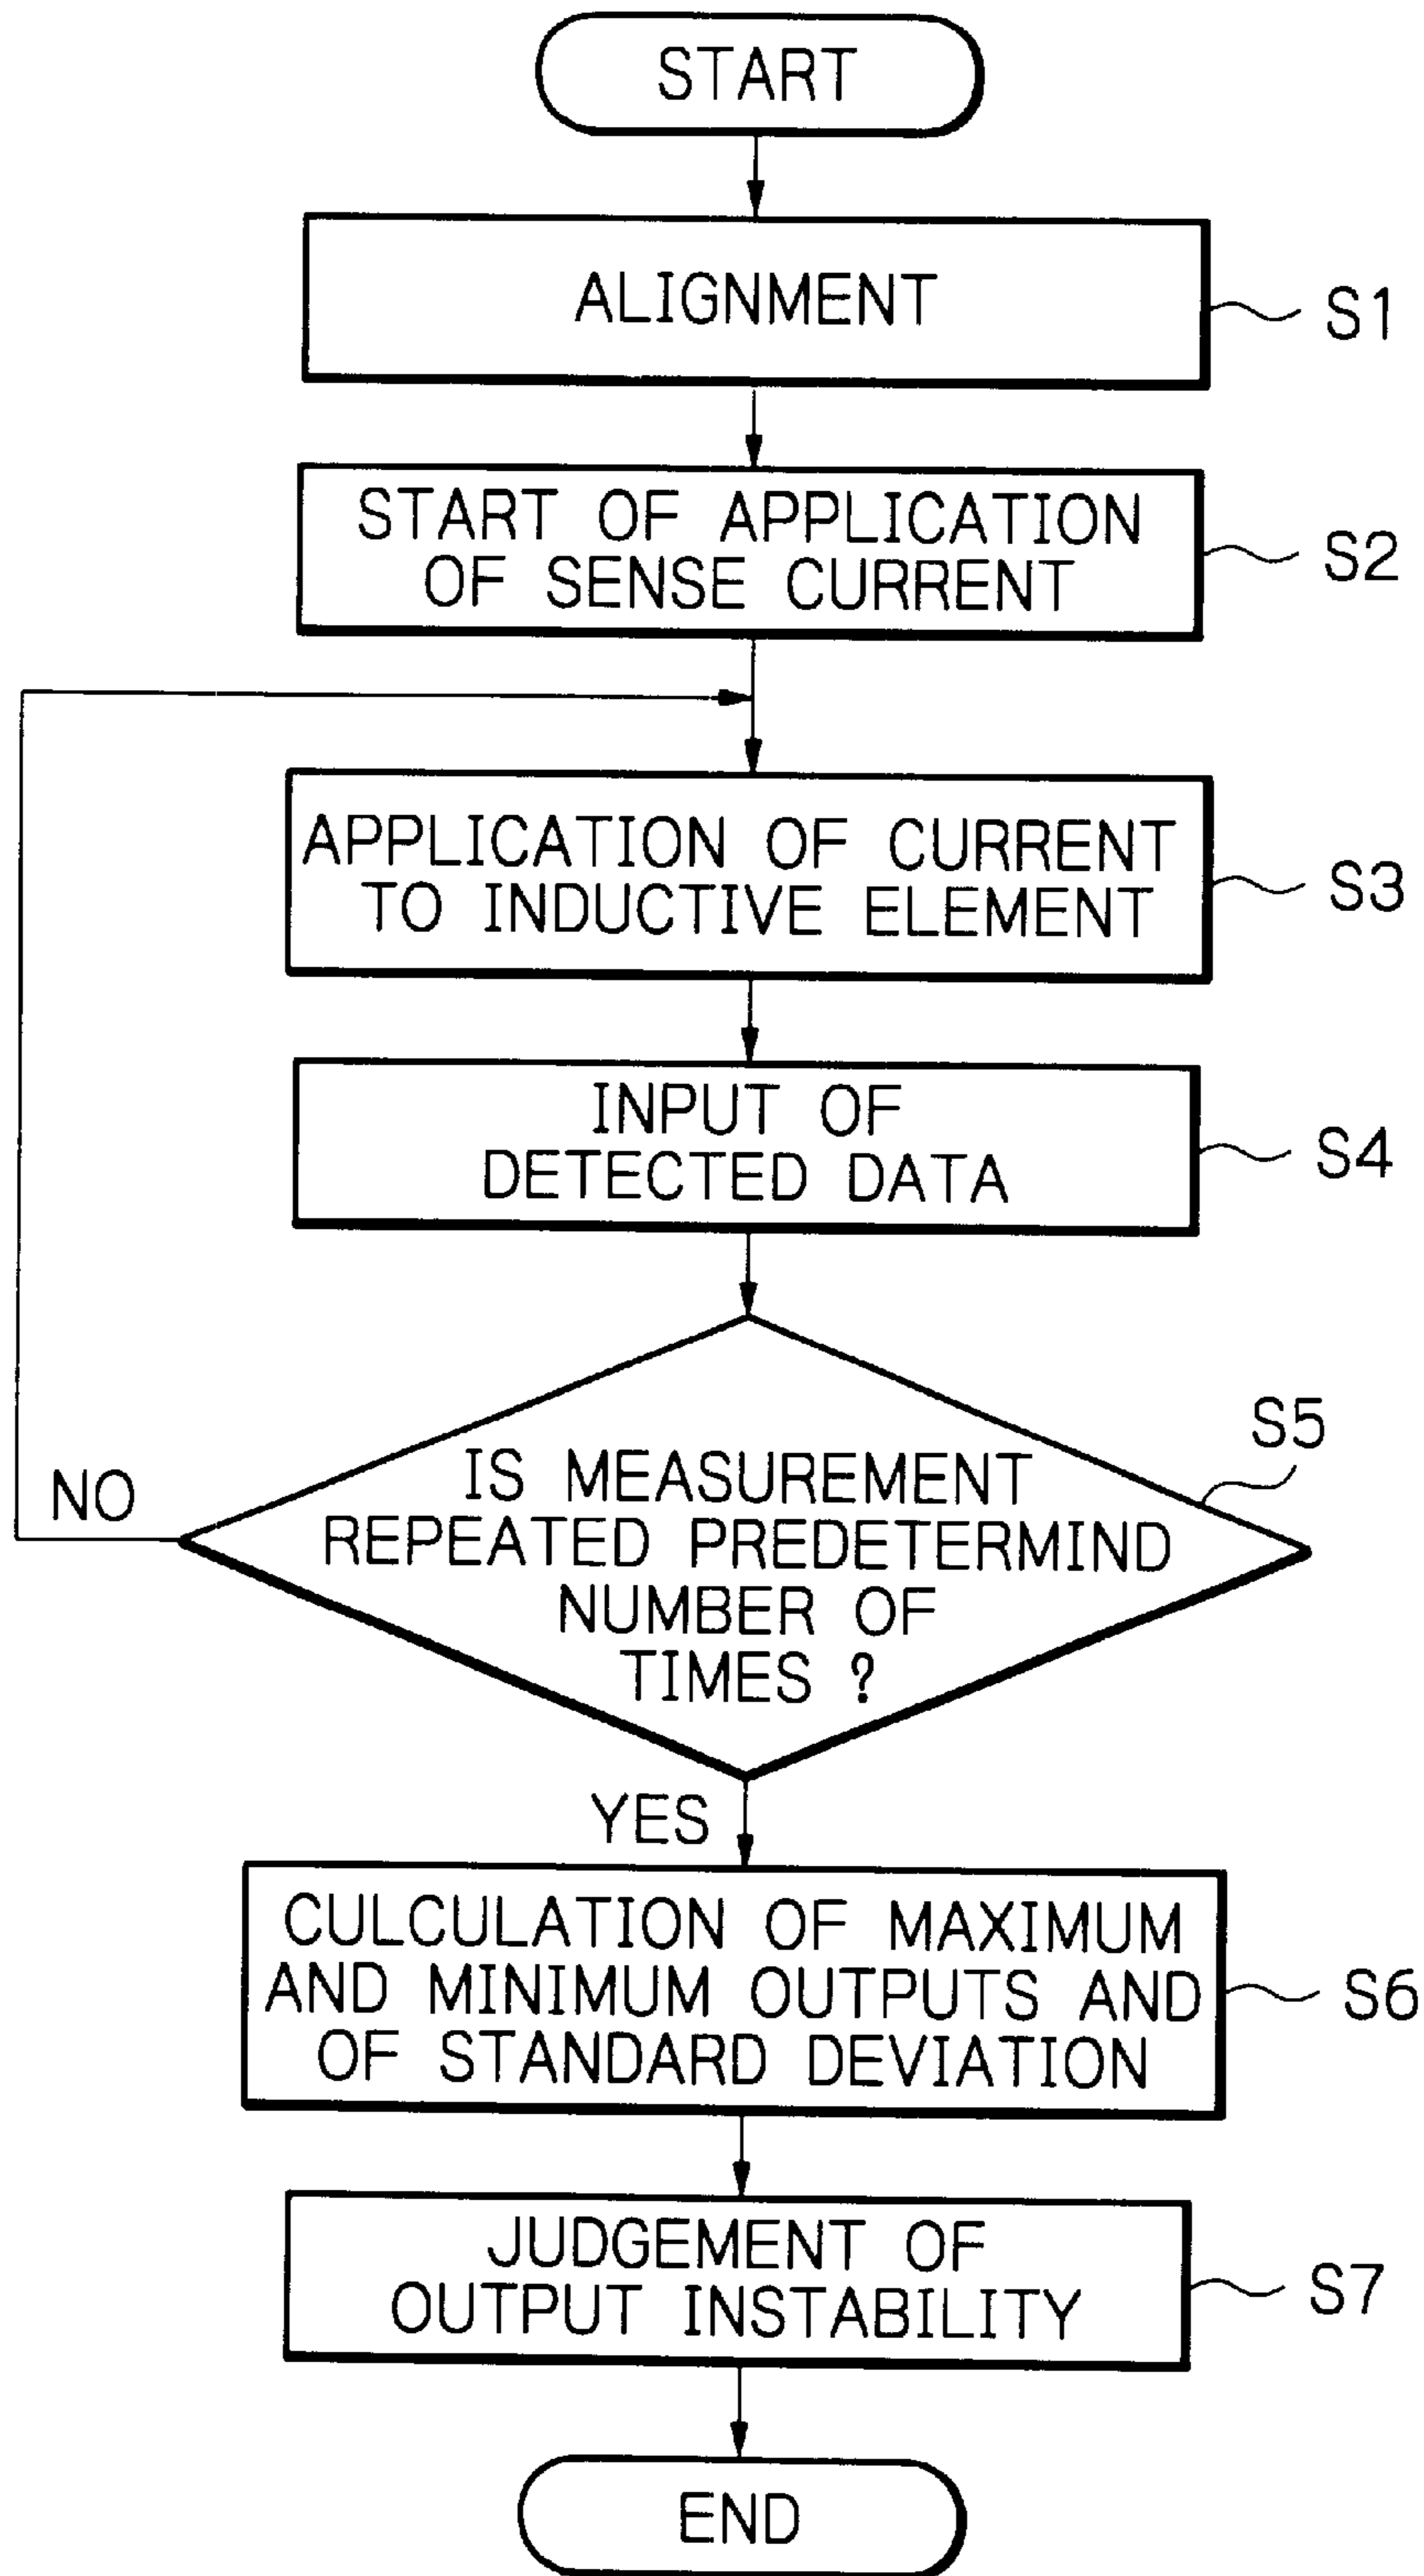 START
ALIGNMENT
S1
START OF APPLICATION
OF SENSE CURRENT
S2
APPLICATION OF CURRENT
TO INDUCTIVE ELEMENT
S3
INPUT OF
DETECTED DATA
S4
S5
IS MEASUREMENT
REPEATED PREDETERMIND
NUMBER OF
TIMES ?
NO
YES
CULCULATION OF MAXIMUM
AND MINIMUM OUTPUTS AND
OF STANDARD DEVIATION
S6
JUDGEMENT OF
OUTPUT INSTABILITY
S7
END